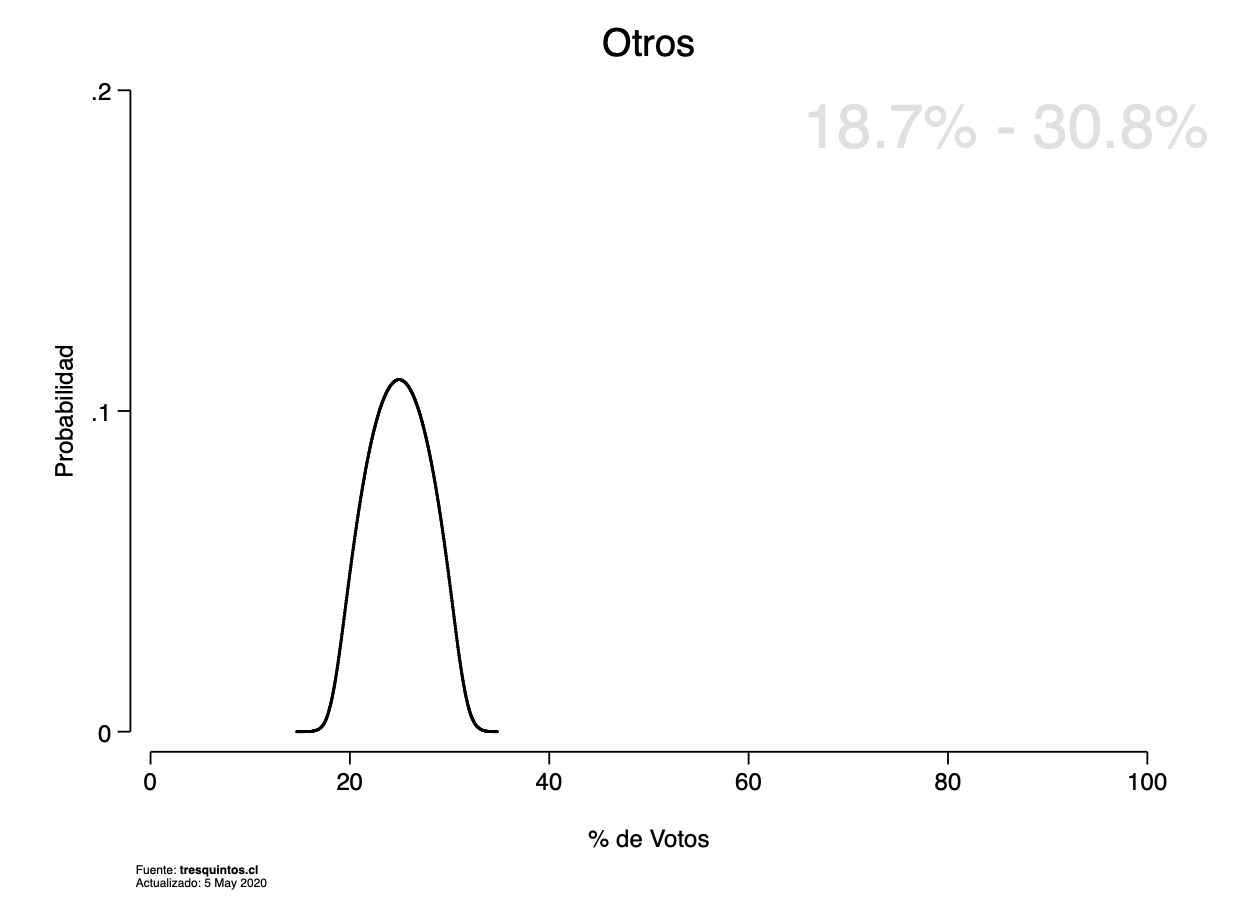 Otros
18.7% - 30.8%
.2
.1
0
Probabilidad
0 20 40 60 80 100
% de Votos
Fuente: tresquintos.cl
Actualizado: 5 May 2020